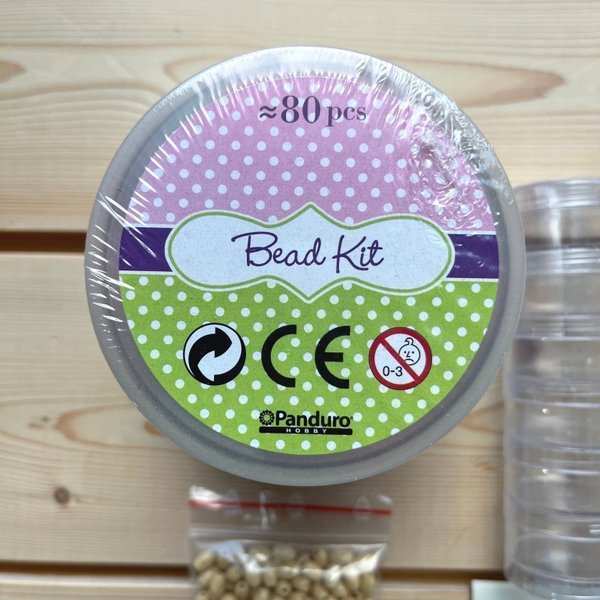 ≈80 pcs
Bead Kit
CE
0-3
Panduro
HOBBY